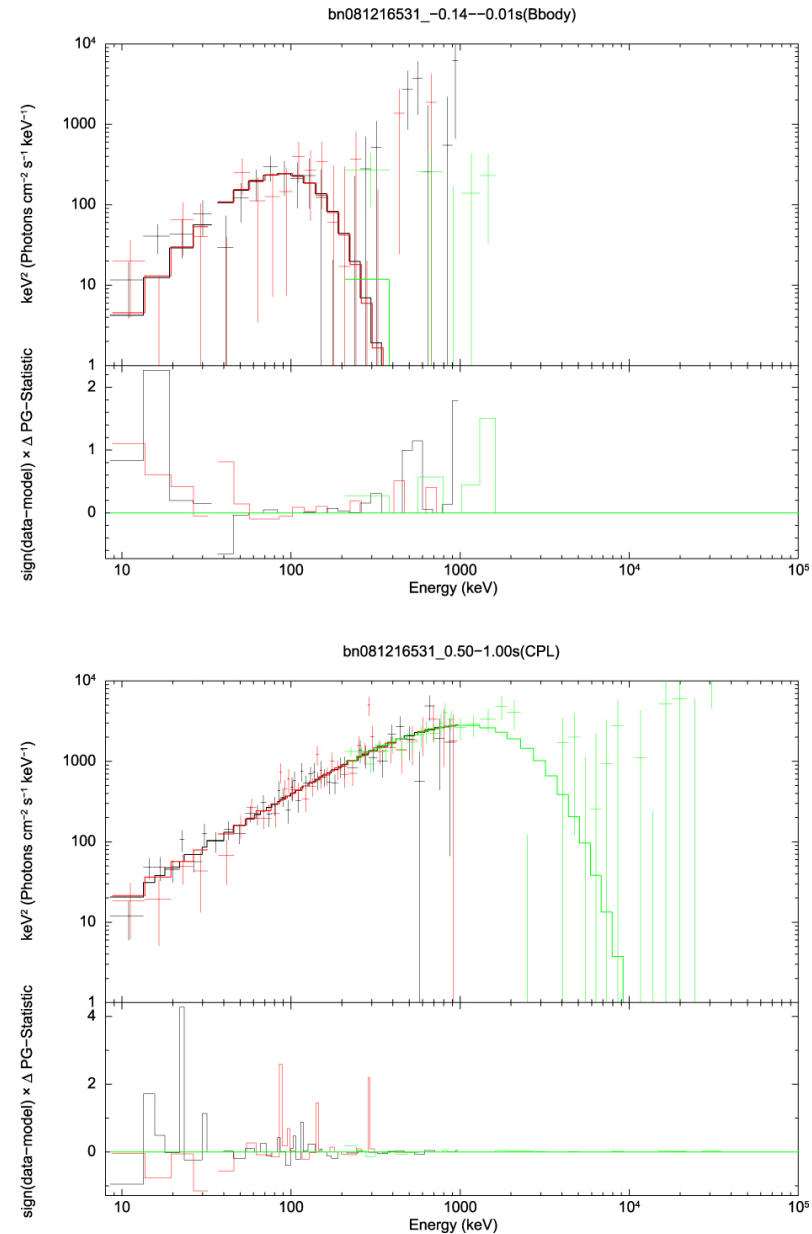 bn081216531_−0.14−−0.01s(Bbody)
10⁴
1000
100
10
1
keV² (Photons cm⁻² s⁻¹ keV⁻¹)
2
1
0
sign(data−model) × Δ PG−Statistic
10 100 1000 10⁴ 10⁵
Energy (keV)
bn081216531_0.50−1.00s(CPL)
10⁴
1000
100
10
1
keV² (Photons cm⁻² s⁻¹ keV⁻¹)
4
2
0
sign(data−model) × Δ PG−Statistic
10 100 1000 10⁴ 10⁵
Energy (keV)